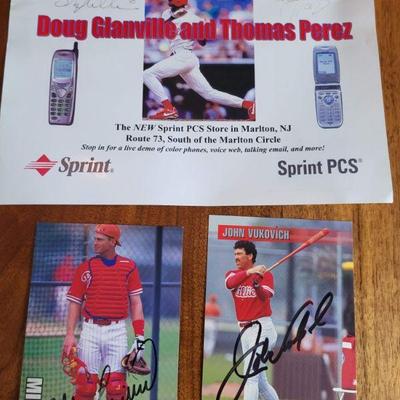 Doug Glanville and Thomas Perez
The NEW Sprint PCS Store in Marlton, NJ
Route 73, South of the Marlton Circle
Stop in for a live demo of color phones, voice web, talking email, and more!
Sprint.
Sprint PCS®
JOHN VUKOVICH
MI